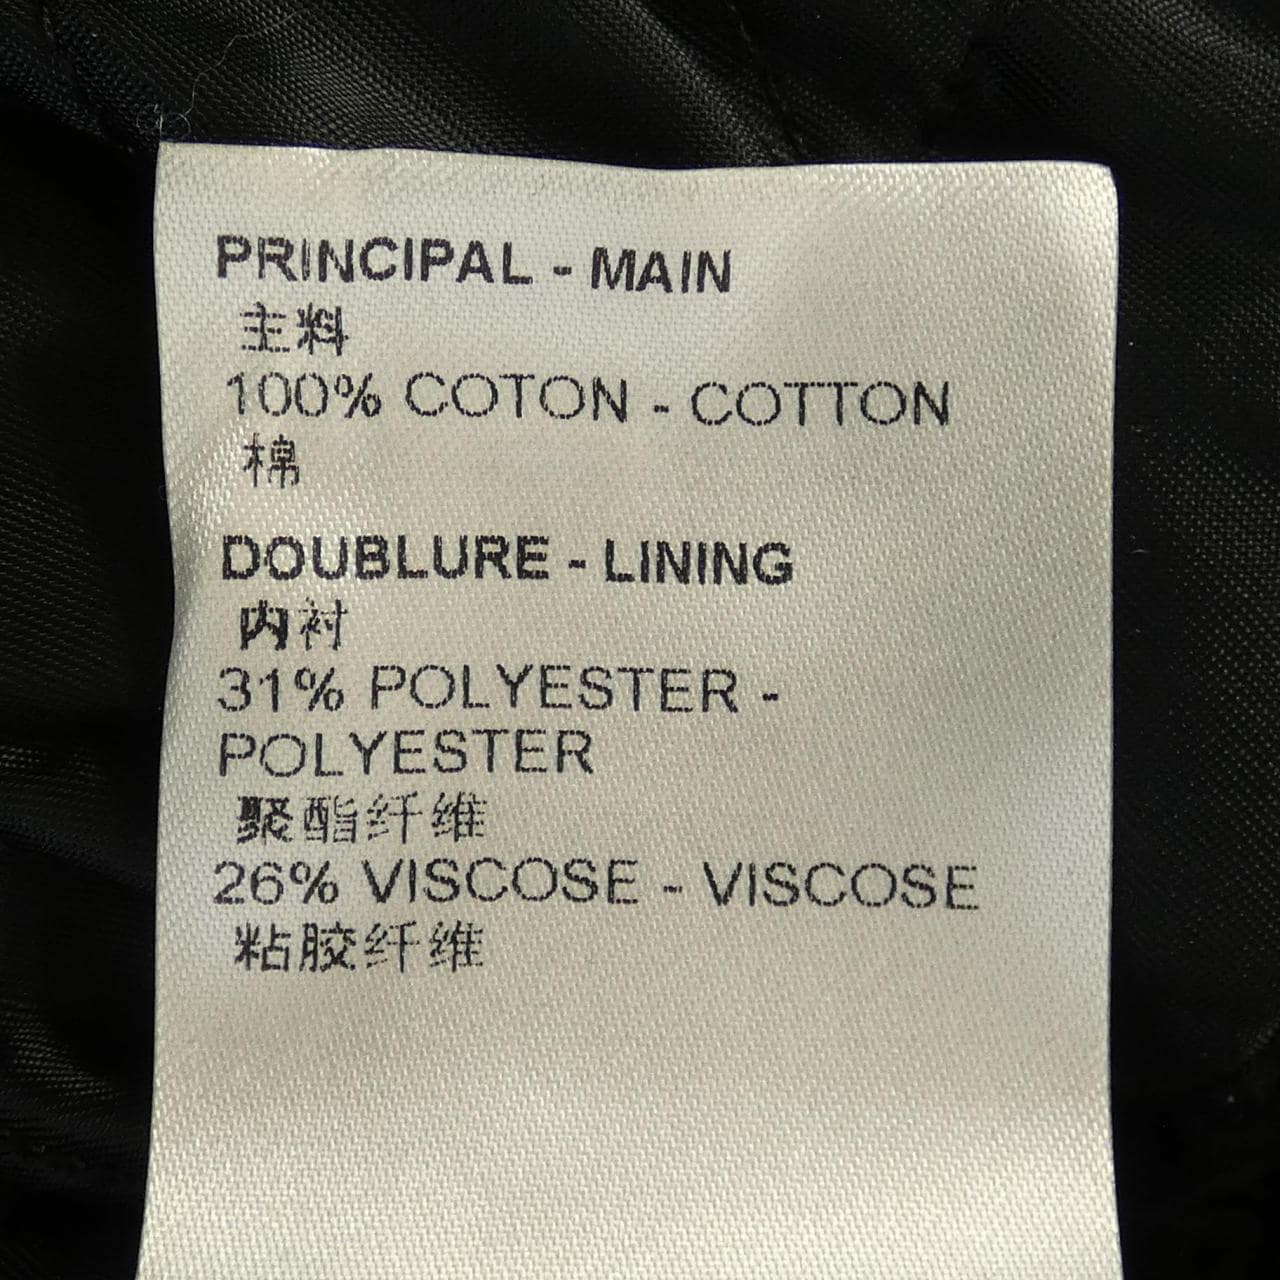 PRINCIPAL - MAIN
主料
100% COTON - COTTON
棉
DOUBLURE - LINING
内衬
31% POLYESTER -
POLYESTER
聚酯纤维
26% VISCOSE - VISCOSE
粘胶纤维